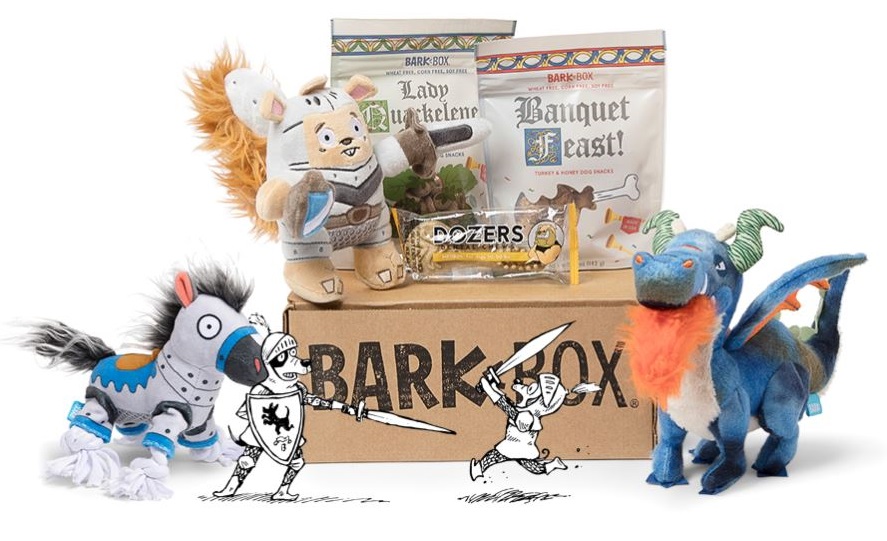 BARK BOX
WHEAT FREE, CORN FREE, SOY FREE
Lady
Quackelene
SNACKS
BARK BOX
WHEAT FREE, CORN FREE, SOY FREE
Banquet
Feast!
TURKEY & HONEY DOG SNACKS
DOZERS
BARK BOX®